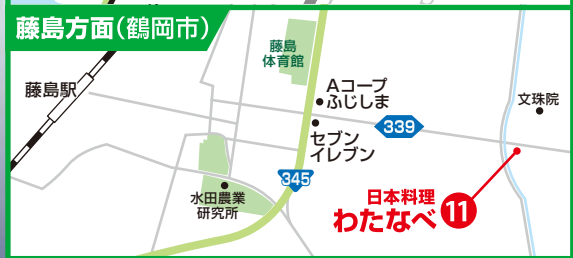 藤島方面(鶴岡市)
藤島
体育館
藤島駅
Aコープ
ふじしま
文珠院
339
セブン
イレブン
345
水田農業
研究所
日本料理
わたなべ 11